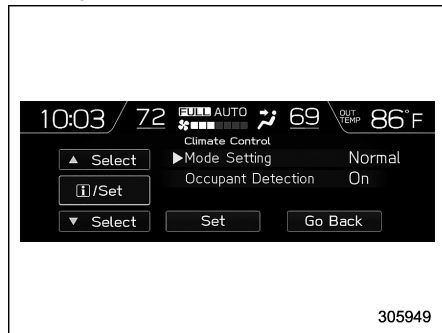 10:03 72 FULL AUTO 69 OUT TEMP 86°F
Climate Control
▲ Select ▶Mode Setting Normal
i/Set Occupant Detection On
▼ Select Set Go Back
305949